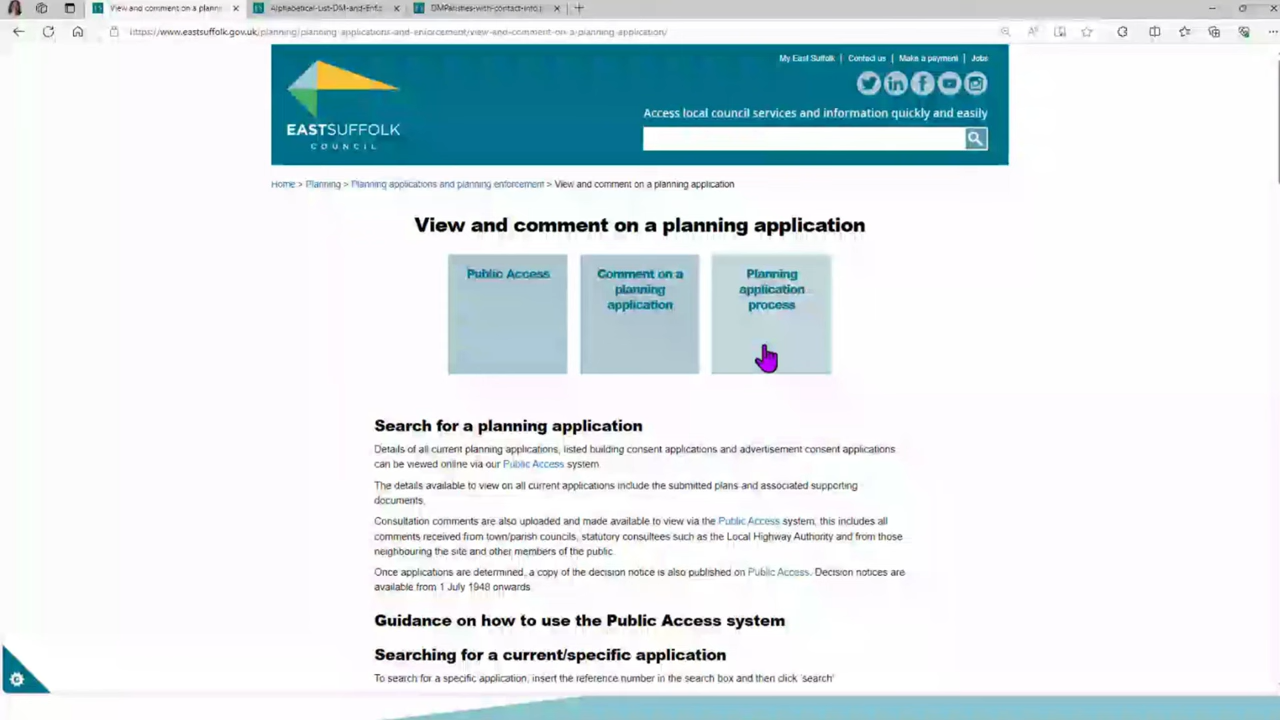 View and comment on a plannin
Alphabetical-List-DM-and-Enfo
DMParishes-with-contact-info.p
https://www.eastsuffolk.gov.uk/planning/planning-applications-and-enforcement/view-and-comment-on-a-planning-application/
My East Suffolk | Contact us | Make a payment | Jobs
EASTSUFFOLK
COUNCIL
Access local council services and information quickly and easily
Home > Planning > Planning applications and planning enforcement > View and comment on a planning application
View and comment on a planning application
Public Access
Comment on a
planning
application
Planning
application
process
Search for a planning application
Details of all current planning applications, listed building consent applications and advertisement consent applications
can be viewed online via our Public Access system.
The details available to view on all current applications include the submitted plans and associated supporting
documents.
Consultation comments are also uploaded and made available to view via the Public Access system, this includes all
comments received from town/parish councils, statutory consultees such as the Local Highway Authority and from those
neighbouring the site and other members of the public.
Once applications are determined, a copy of the decision notice is also published on Public Access. Decision notices are
available from 1 July 1948 onwards.
Guidance on how to use the Public Access system
Searching for a current/specific application
To search for a specific application, insert the reference number in the search box and then click 'search'